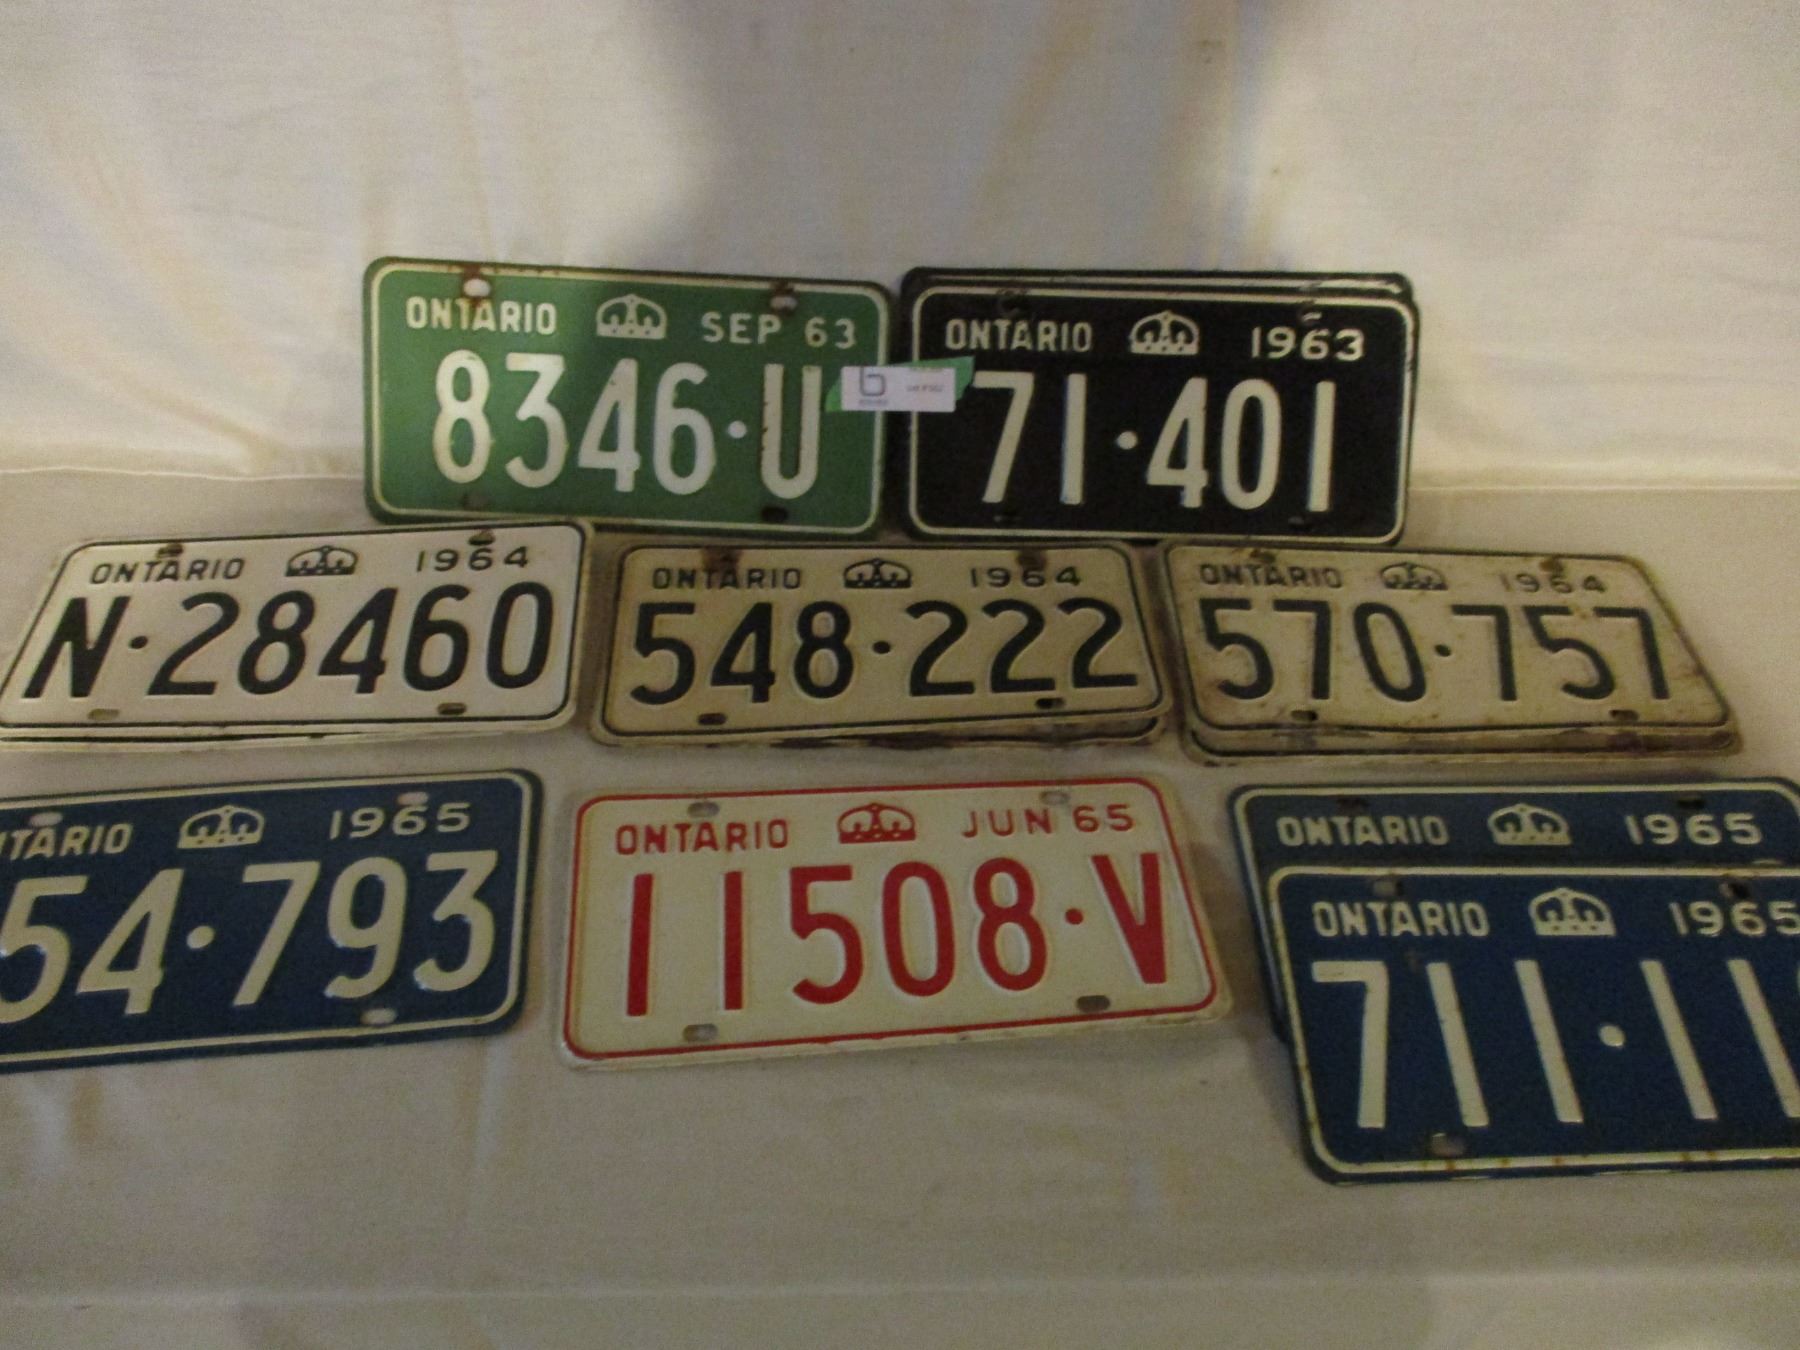 ONTARIO SEP 63
8346·U
ONTARIO 1963
71·401
ONTARIO 1964
N·28460
ONTARIO 1964
548·222
ONTARIO 1964
570·757
NTARIO 1965
54·793
ONTARIO JUN 65
11508·V
ONTARIO 1965
ONTARIO 1965
711·11